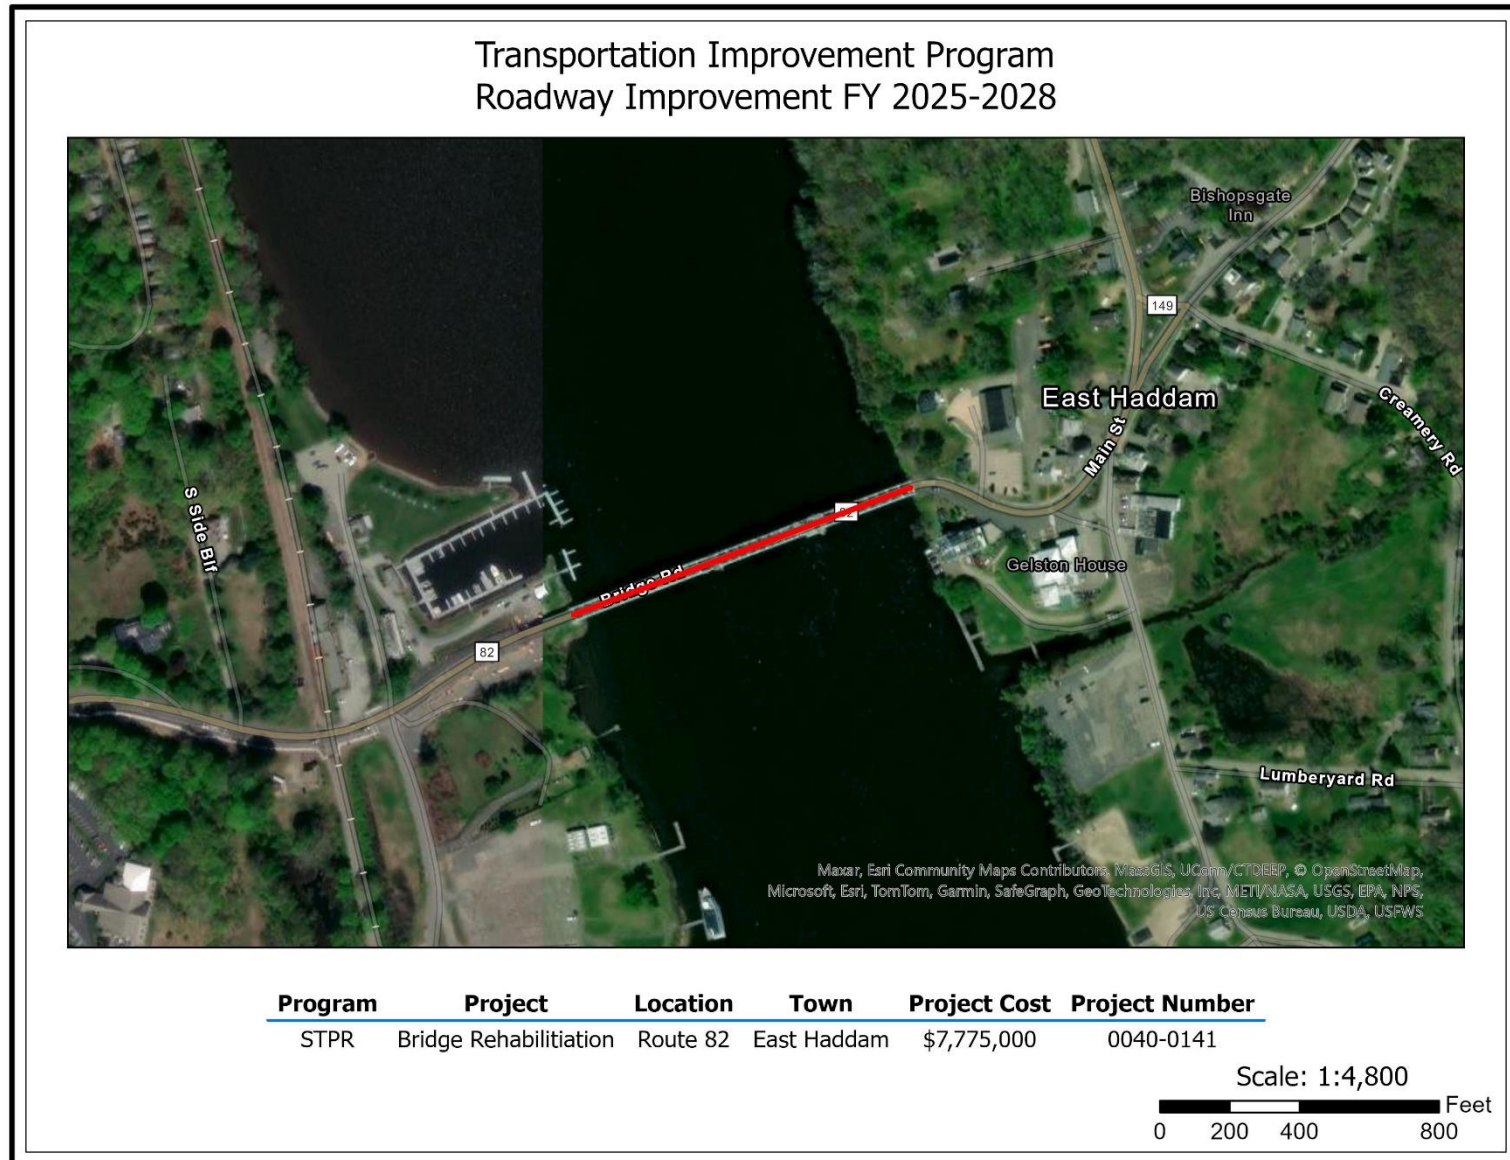 Transportation Improvement Program
Roadway Improvement FY 2025-2028
Bishopsgate
Inn
149
East Haddam
Main St
Creamery Rd
S Side Blf
82
Bridge Rd
Gelston House
82
Lumberyard Rd
Maxar, Esri Community Maps Contributors, MassGIS, UConn/CTDEEP, © OpenStreetMap,
Microsoft, Esri, TomTom, Garmin, SafeGraph, GeoTechnologies, Inc, METI/NASA, USGS, EPA, NPS,
US Census Bureau, USDA, USFWS
Program Project Location Town Project Cost Project Number
STPR Bridge Rehabilitiation Route 82 East Haddam $7,775,000 0040-0141
Scale: 1:4,800
Feet
0 200 400 800